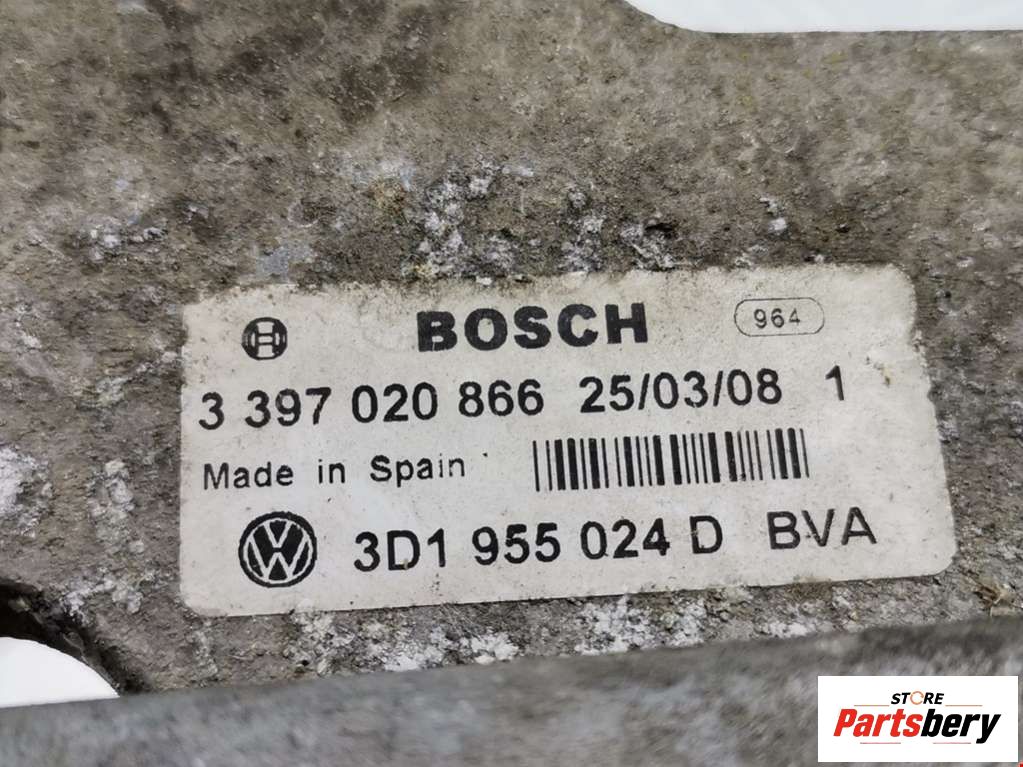 BOSCH 964
3 397 020 866 25/03/08 1
Made in Spain
3D1 955 024 D BVA
STORE
Partsbery